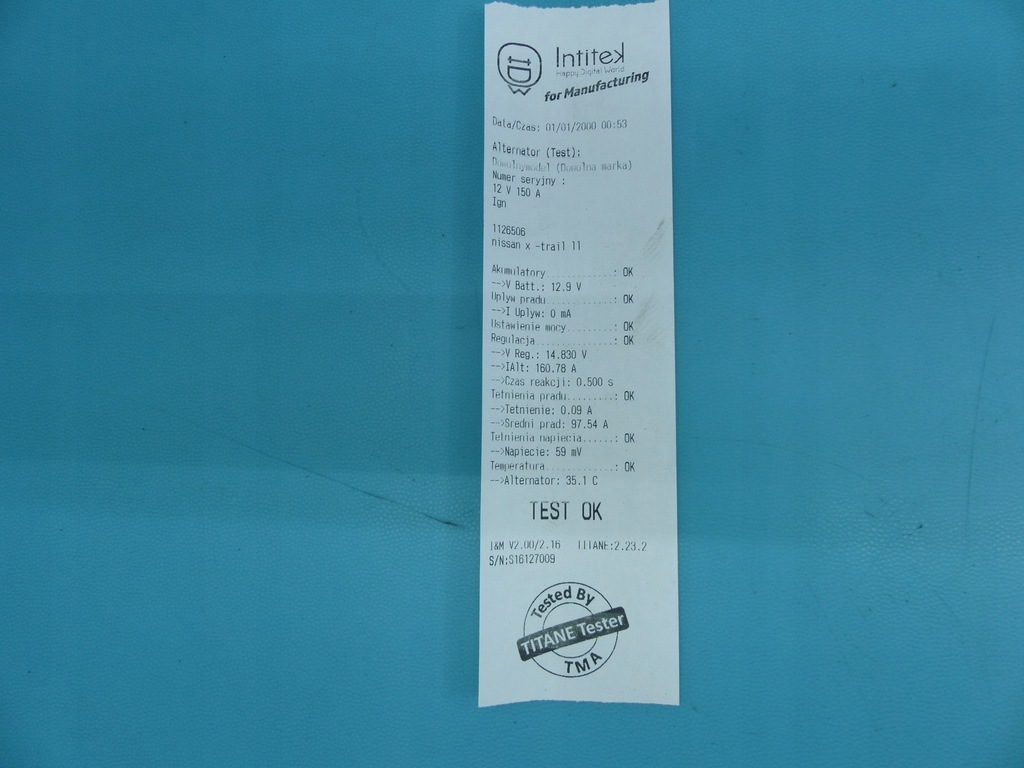 Intitek
Happy Digital World
for Manufacturing
Data/Czas: 01/01/2000 00:53
Alternator (Test):
Dowolnymodel (Dowolna marka)
Numer seryjny :
12 V 150 A
Ign
1126506
nissan x -trail ll
Akumulatory............: OK
-->V Batt.: 12.9 V
Uplyw pradu............: OK
-->I Uplyw: 0 mA
Ustawienie mocy........: OK
Regulacja..............: OK
-->V Reg.: 14.830 V
-->IAlt: 160.78 A
-->Czas reakcji: 0.500 s
Tetnienia pradu.........: OK
-->Tetnienie: 0.09 A
-->Sredni prad: 97.54 A
Tetnienia napiecia......: OK
-->Napiecie: 59 mV
Temperatura............: OK
-->Alternator: 35.1 C
TEST OK
I&M V2.00/2.16 TITANE:2.23.2
S/N:S16127009
Tested By
TITANE Tester
TMA